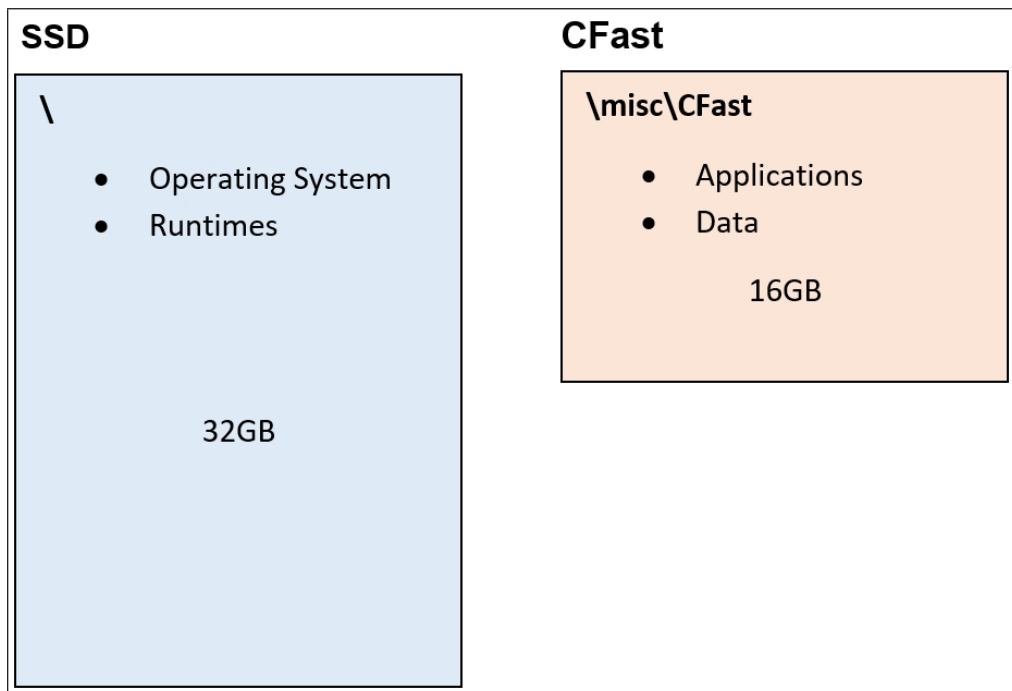 SSD
\
• Operating System
• Runtimes
32GB
CFast
\misc\CFast
• Applications
• Data
16GB